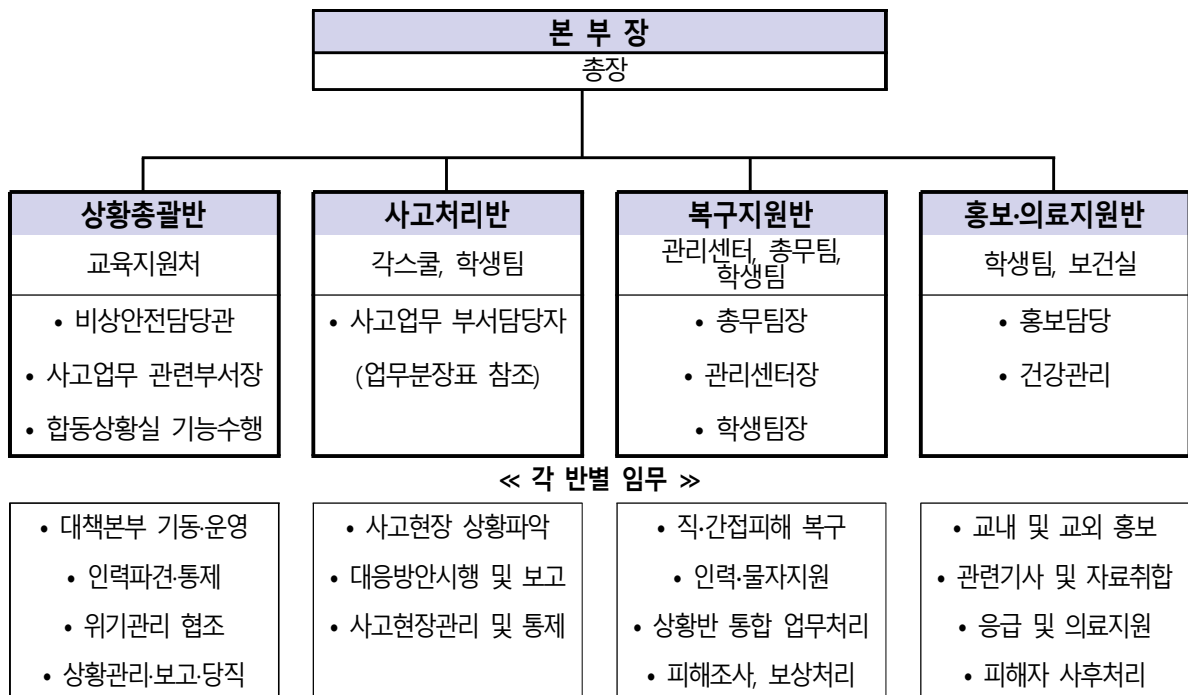 본 부 장
총장
상황총괄반
교육지원처
• 비상안전담당관
• 사고업무 관련부서장
• 합동상황실 기능수행
사고처리반
각스쿨, 학생팀
• 사고업무 부서담당자
(업무분장표 참조)
복구지원반
관리센터, 총무팀,
학생팀
• 총무팀장
• 관리센터장
• 학생팀장
홍보·의료지원반
학생팀, 보건실
• 홍보담당
• 건강관리
≪ 각 반별 임무 ≫
• 대책본부 기동·운영
• 인력파견·통제
• 위기관리 협조
• 상황관리·보고·당직
• 사고현장 상황파악
• 대응방안시행 및 보고
• 사고현장관리 및 통제
• 직·간접피해 복구
• 인력·물자지원
• 상황반 통합 업무처리
• 피해조사, 보상처리
• 교내 및 교외 홍보
• 관련기사 및 자료취합
• 응급 및 의료지원
• 피해자 사후처리